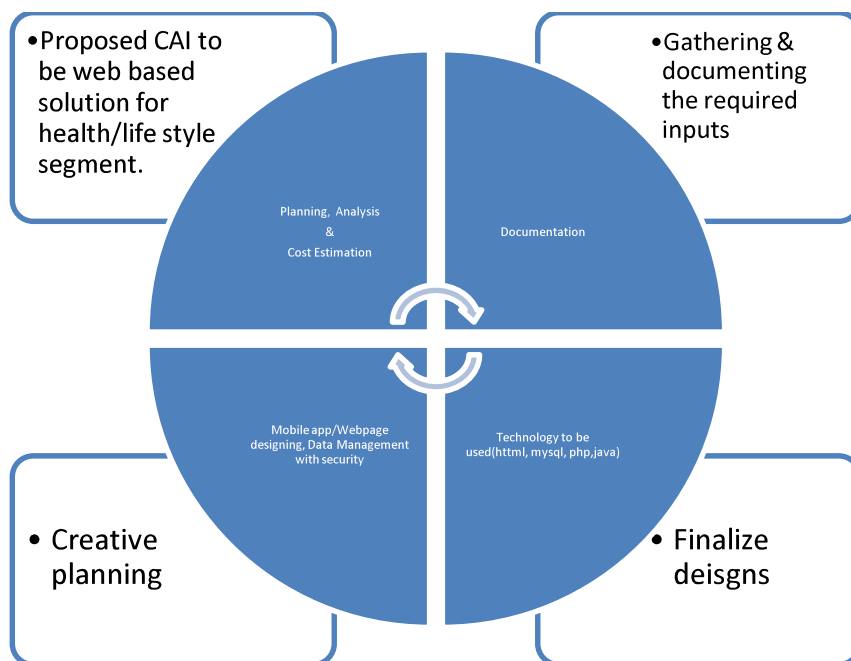 •Proposed CAI to
be web based
solution for
health/life style
segment.
•Gathering &
documenting
the required
inputs
Planning, Analysis
&
Cost Estimation
Documentation
Mobile app/Webpage
designing, Data Management
with security
Technology to be
used(httml, mysql, php,java)
• Creative
planning
• Finalize
deisgns